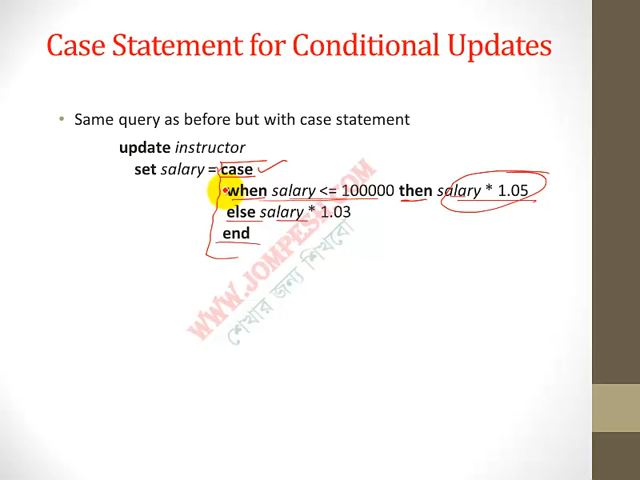 Case Statement for Conditional Updates
• Same query as before but with case statement
update instructor
set salary = case
when salary <= 100000 then salary * 1.05
else salary * 1.03
end
WWW.JOMPESH.COM
শেখার জন্য শিখবো